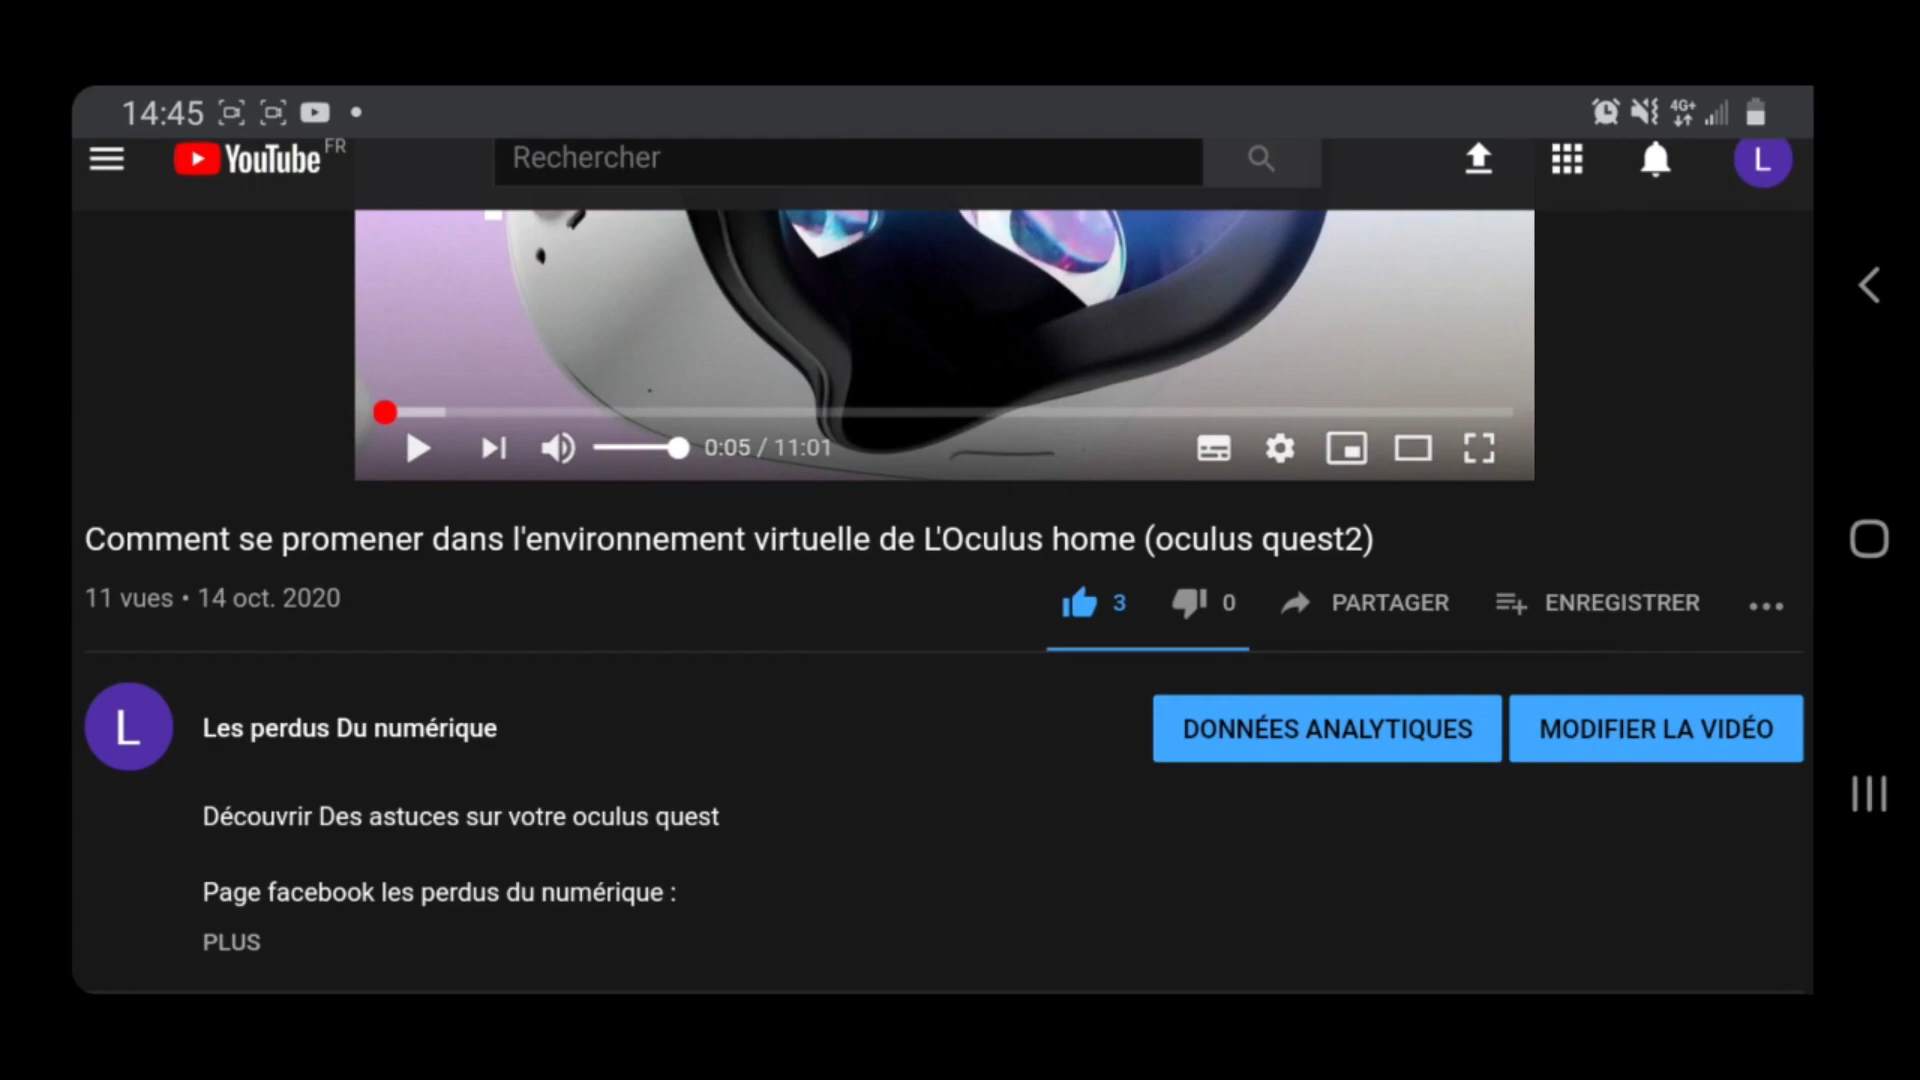 14:45
4G+
YouTube FR
Rechercher
L
0:05 / 11:01
Comment se promener dans l'environnement virtuelle de L'Oculus home (oculus quest2)
11 vues • 14 oct. 2020
3
0
PARTAGER
ENREGISTRER
L
Les perdus Du numérique
DONNÉES ANALYTIQUES
MODIFIER LA VIDÉO
Découvrir Des astuces sur votre oculus quest
Page facebook les perdus du numérique :
PLUS